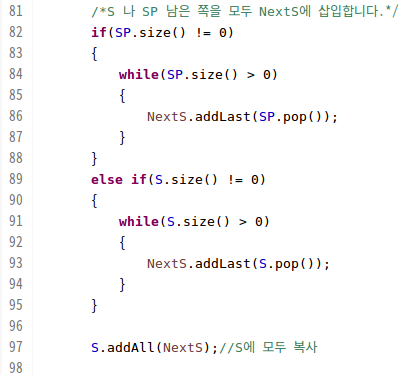 81 /*S 나 SP 남은 쪽을 모두 NextS에 삽입합니다.*/
82 if(SP.size() != 0)
83 {
84 while(SP.size() > 0)
85 {
86 NextS.addLast(SP.pop());
87 }
88 }
89 else if(S.size() != 0)
90 {
91 while(S.size() > 0)
92 {
93 NextS.addLast(S.pop());
94 }
95 }
96
97 S.addAll(NextS);//S에 모두 복사
98